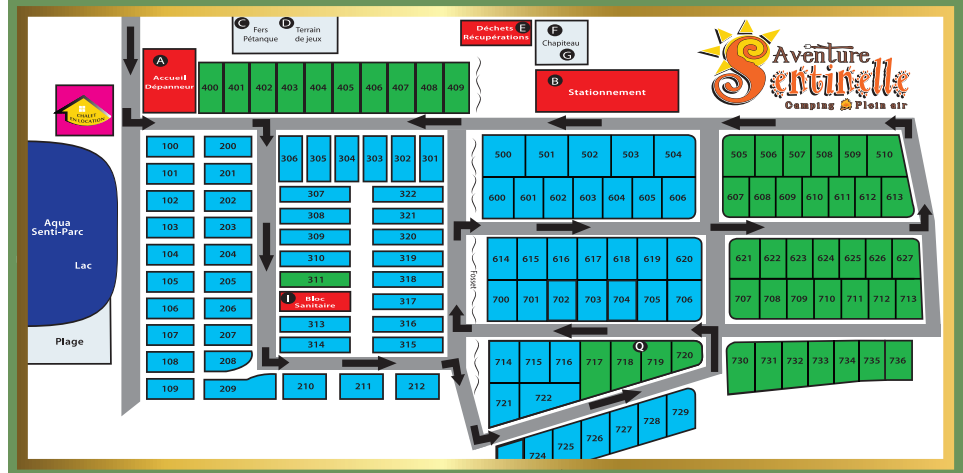 C Fers
Pétanque
D Terrain
de jeux
Déchets E
Récupérations
F
Chapiteau
G
Aventure
Sentinelle
Camping Plein air
A
Accueil
Dépanneur
400 401 402 403 404 405 406 407 408 409
B
Stationnement
CHALET
EN LOCATION
100 200
101 201
102 202
103 203
104 204
105 205
106 206
107 207
108 208
109 209
210 211 212
306 305 304 303 302 301
307 322
308 321
309 320
310 319
311 318
I Bloc
Sanitaire
317
313 316
314 315
Aqua
Senti-Parc
Lac
Plage
Fosset
500 501 502 503 504
600 601 602 603 604 605 606
505 506 507 508 509 510
607 608 609 610 611 612 613
614 615 616 617 618 619 620
700 701 702 703 704 705 706
621 622 623 624 625 626 627
707 708 709 710 711 712 713
Q
714 715 716 717 718 719 720
721 722
724 725 726 727 728 729
730 731 732 733 734 735 736